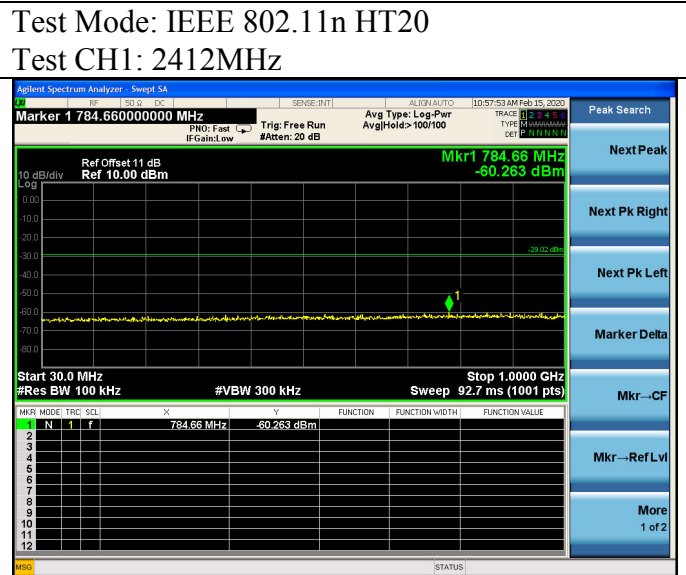 Test Mode: IEEE 802.11n HT20
Test CH1: 2412MHz
Agilent Spectrum Analyzer - Swept SA
RF 50 Ω DC SENSE:INT ALIGN AUTO 10:57:53 AM Feb 15, 2020
Marker 1 784.660000000 MHz
PNO: Fast
IFGain:Low
Trig: Free Run
#Atten: 20 dB
Avg Type: Log-Pwr
Avg|Hold:>100/100
TRACE 1 2 3 4 5 6
TYPE M
DET P N N N N N
Peak Search
Mkr1 784.66 MHz
-60.263 dBm
Ref Offset 11 dB
10 dB/div Ref 10.00 dBm
Log
0.00
-10.0
-20.0
-29.02 dBm
-30.0
-40.0
-50.0
1
-60.0
-70.0
-80.0
Start 30.0 MHz Stop 1.0000 GHz
#Res BW 100 kHz #VBW 300 kHz Sweep 92.7 ms (1001 pts)
MKR MODE TRC SCL X Y FUNCTION FUNCTION WIDTH FUNCTION VALUE
1 N 1 f 784.66 MHz -60.263 dBm
2
3
4
5
6
7
8
9
10
11
12
MSG STATUS
Next Peak
Next Pk Right
Next Pk Left
Marker Delta
Mkr→CF
Mkr→Ref Lvl
More
1 of 2